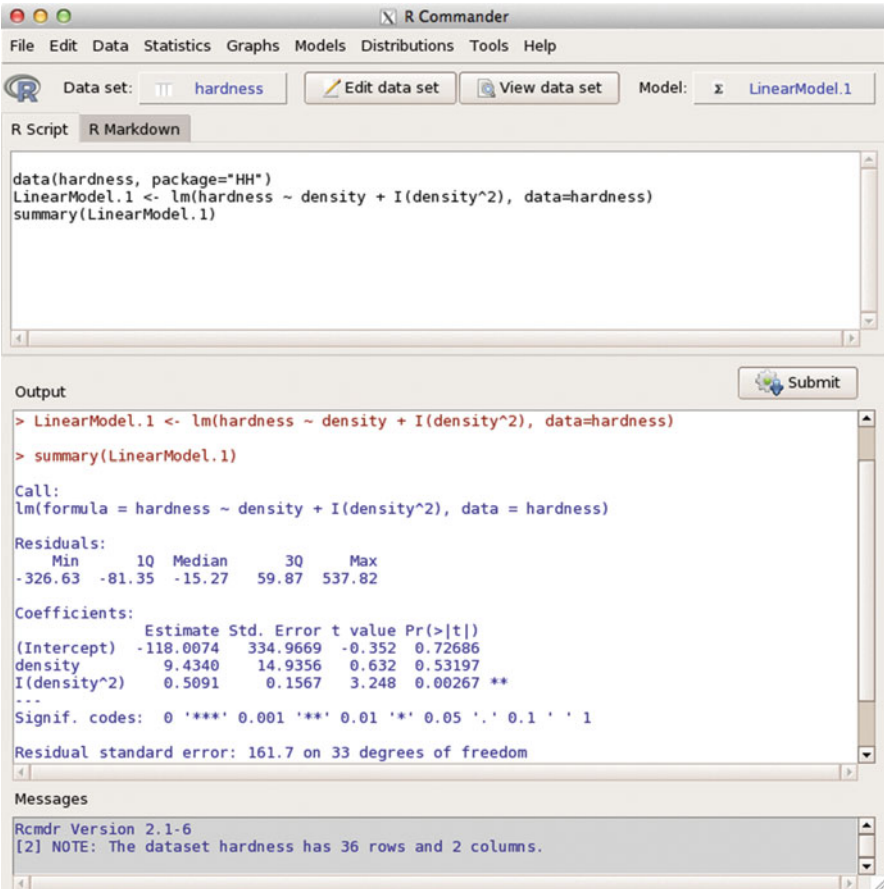 R Commander
File Edit Data Statistics Graphs Models Distributions Tools Help
R Data set: hardness Edit data set View data set Model: Σ LinearModel.1
R Script R Markdown
data(hardness, package="HH")
LinearModel.1 <- lm(hardness ~ density + I(density^2), data=hardness)
summary(LinearModel.1)
Output Submit
> LinearModel.1 <- lm(hardness ~ density + I(density^2), data=hardness)
> summary(LinearModel.1)
Call:
lm(formula = hardness ~ density + I(density^2), data = hardness)
Residuals:
    Min      1Q  Median      3Q     Max
-326.63  -81.35  -15.27   59.87  537.82
Coefficients:
              Estimate Std. Error t value Pr(>|t|)
(Intercept)  -118.0074   334.9669  -0.352  0.72686
density         9.4340    14.9356   0.632  0.53197
I(density^2)    0.5091     0.1567   3.248  0.00267 **
---
Signif. codes:  0 '***' 0.001 '**' 0.01 '*' 0.05 '.' 0.1 ' ' 1
Residual standard error: 161.7 on 33 degrees of freedom
Messages
Rcmdr Version 2.1-6
[2] NOTE: The dataset hardness has 36 rows and 2 columns.